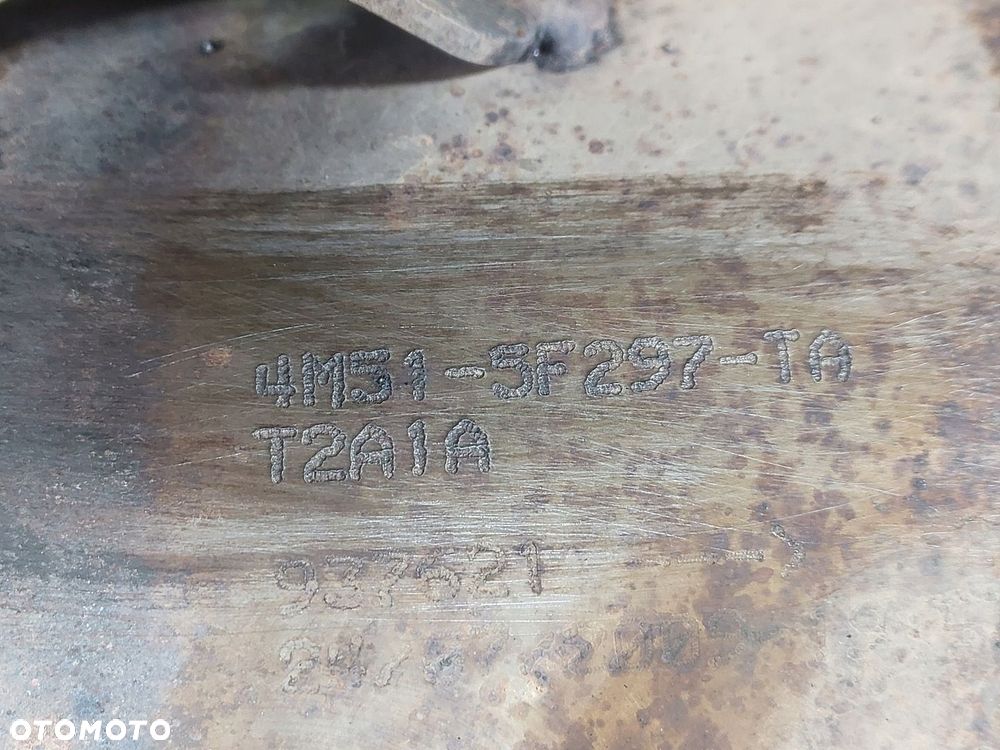 4M51-5F297-TA
T2A1A
937621 -->
OTOMOTO